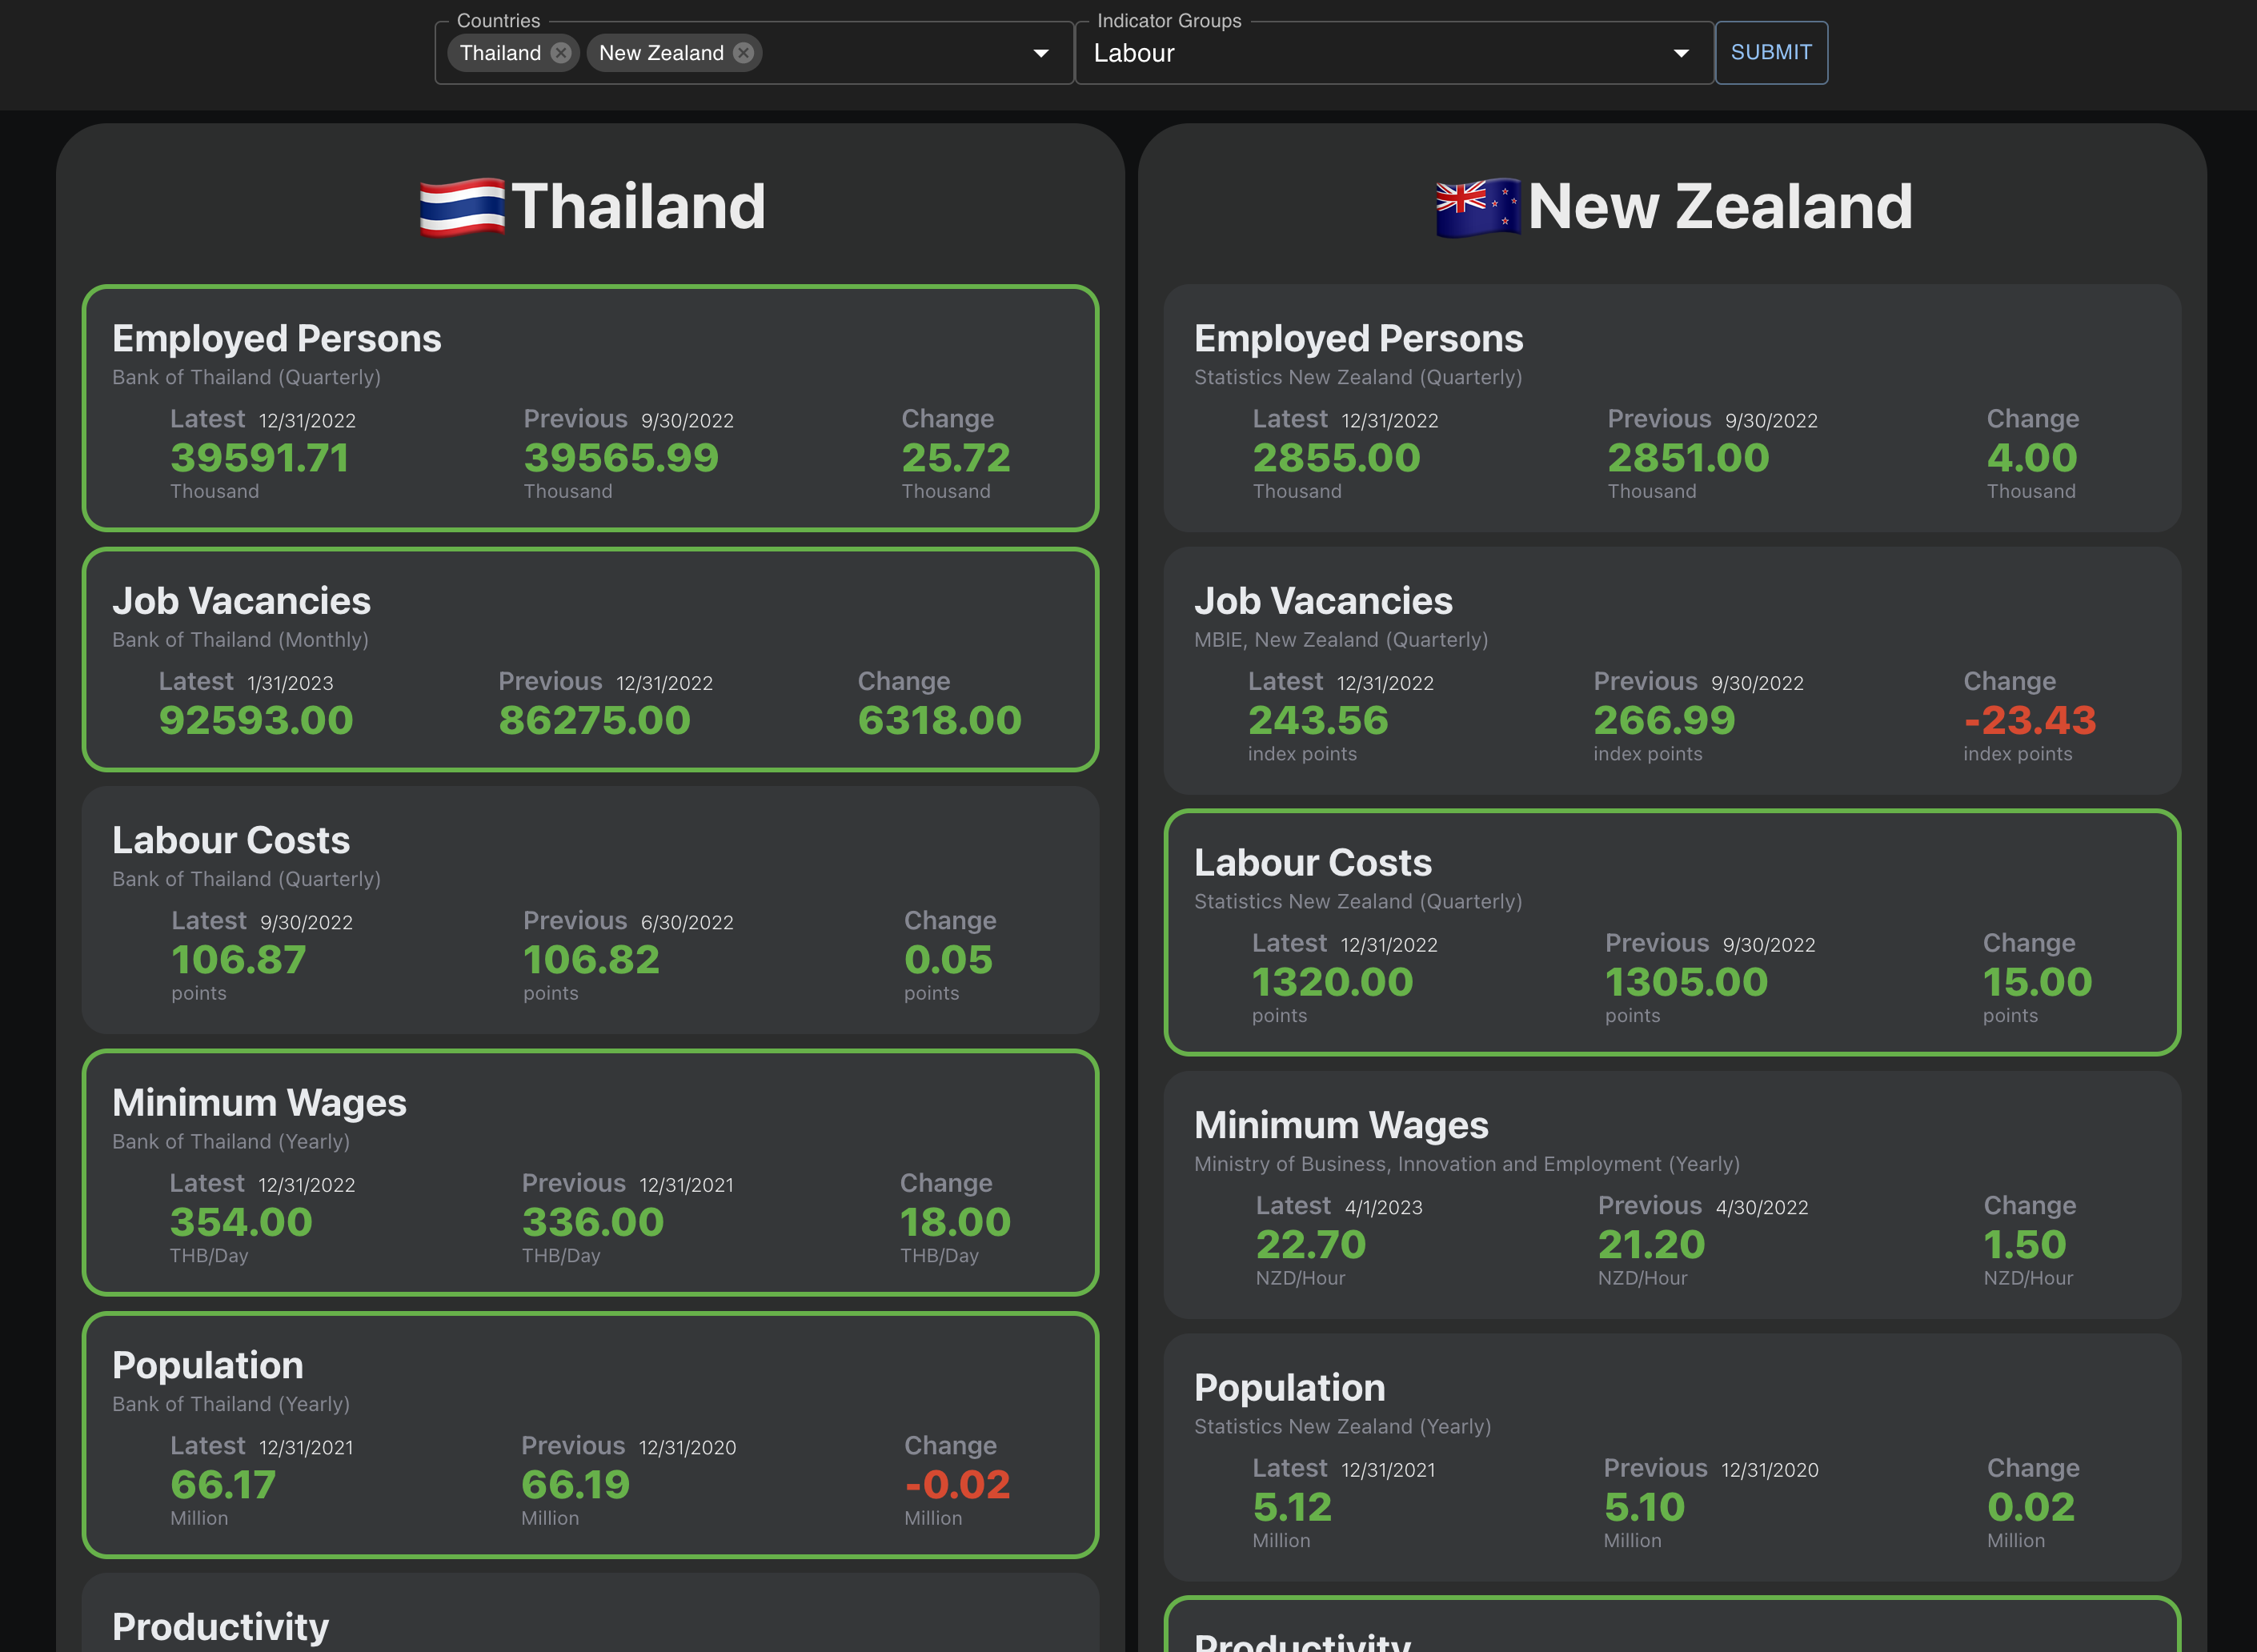 Countries
Thailand New Zealand
Indicator Groups
Labour
SUBMIT
Thailand
Employed Persons
Bank of Thailand (Quarterly)
Latest 12/31/2022 Previous 9/30/2022 Change
39591.71 39565.99 25.72
Thousand Thousand Thousand
Job Vacancies
Bank of Thailand (Monthly)
Latest 1/31/2023 Previous 12/31/2022 Change
92593.00 86275.00 6318.00
Labour Costs
Bank of Thailand (Quarterly)
Latest 9/30/2022 Previous 6/30/2022 Change
106.87 106.82 0.05
points points points
Minimum Wages
Bank of Thailand (Yearly)
Latest 12/31/2022 Previous 12/31/2021 Change
354.00 336.00 18.00
THB/Day THB/Day THB/Day
Population
Bank of Thailand (Yearly)
Latest 12/31/2021 Previous 12/31/2020 Change
66.17 66.19 -0.02
Million Million Million
Productivity
New Zealand
Employed Persons
Statistics New Zealand (Quarterly)
Latest 12/31/2022 Previous 9/30/2022 Change
2855.00 2851.00 4.00
Thousand Thousand Thousand
Job Vacancies
MBIE, New Zealand (Quarterly)
Latest 12/31/2022 Previous 9/30/2022 Change
243.56 266.99 -23.43
index points index points index points
Labour Costs
Statistics New Zealand (Quarterly)
Latest 12/31/2022 Previous 9/30/2022 Change
1320.00 1305.00 15.00
points points points
Minimum Wages
Ministry of Business, Innovation and Employment (Yearly)
Latest 4/1/2023 Previous 4/30/2022 Change
22.70 21.20 1.50
NZD/Hour NZD/Hour NZD/Hour
Population
Statistics New Zealand (Yearly)
Latest 12/31/2021 Previous 12/31/2020 Change
5.12 5.10 0.02
Million Million Million
Productivity